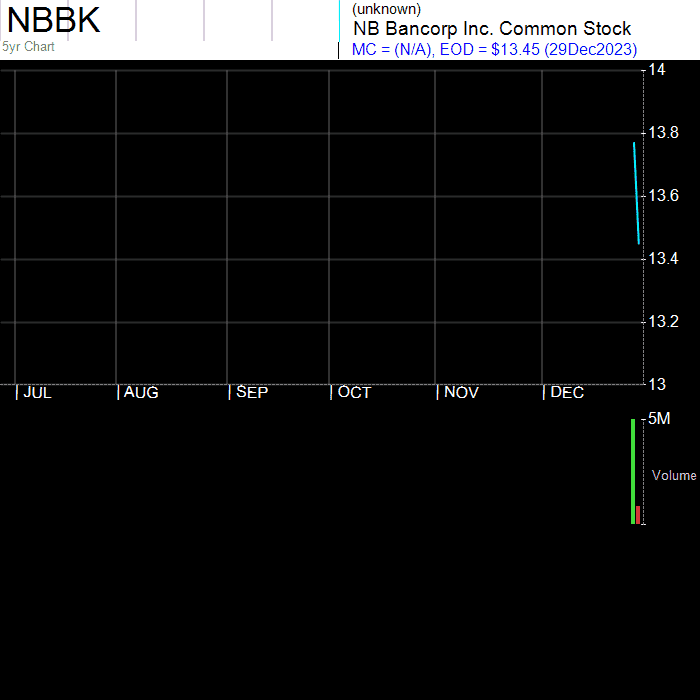 NBBK
5yr Chart
(unknown)
NB Bancorp Inc. Common Stock
MC = (N/A), EOD = $13.45 (29Dec2023)
14
13.8
13.6
13.4
13.2
13
JUL
AUG
SEP
OCT
NOV
DEC
5M
Volume